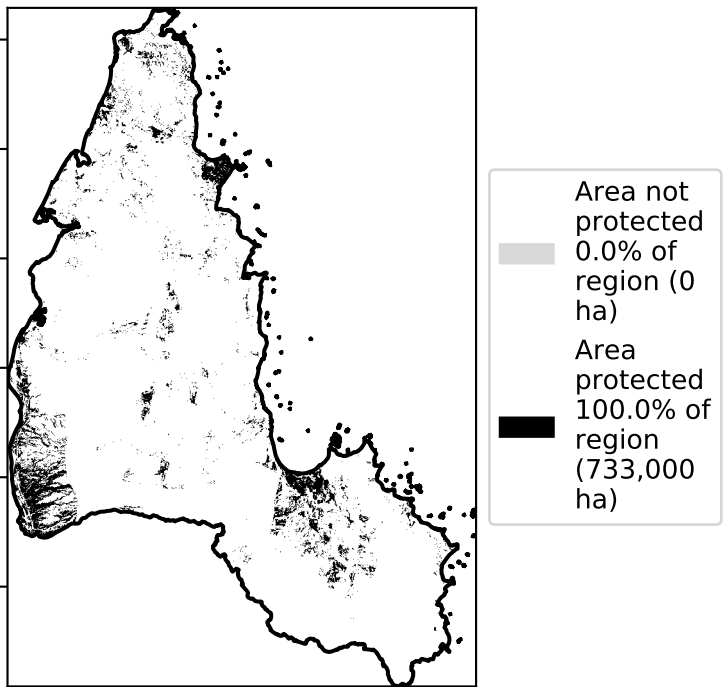 Area not
protected
0.0% of
region (0
ha)
Area
protected
100.0% of
region
(733,000
ha)